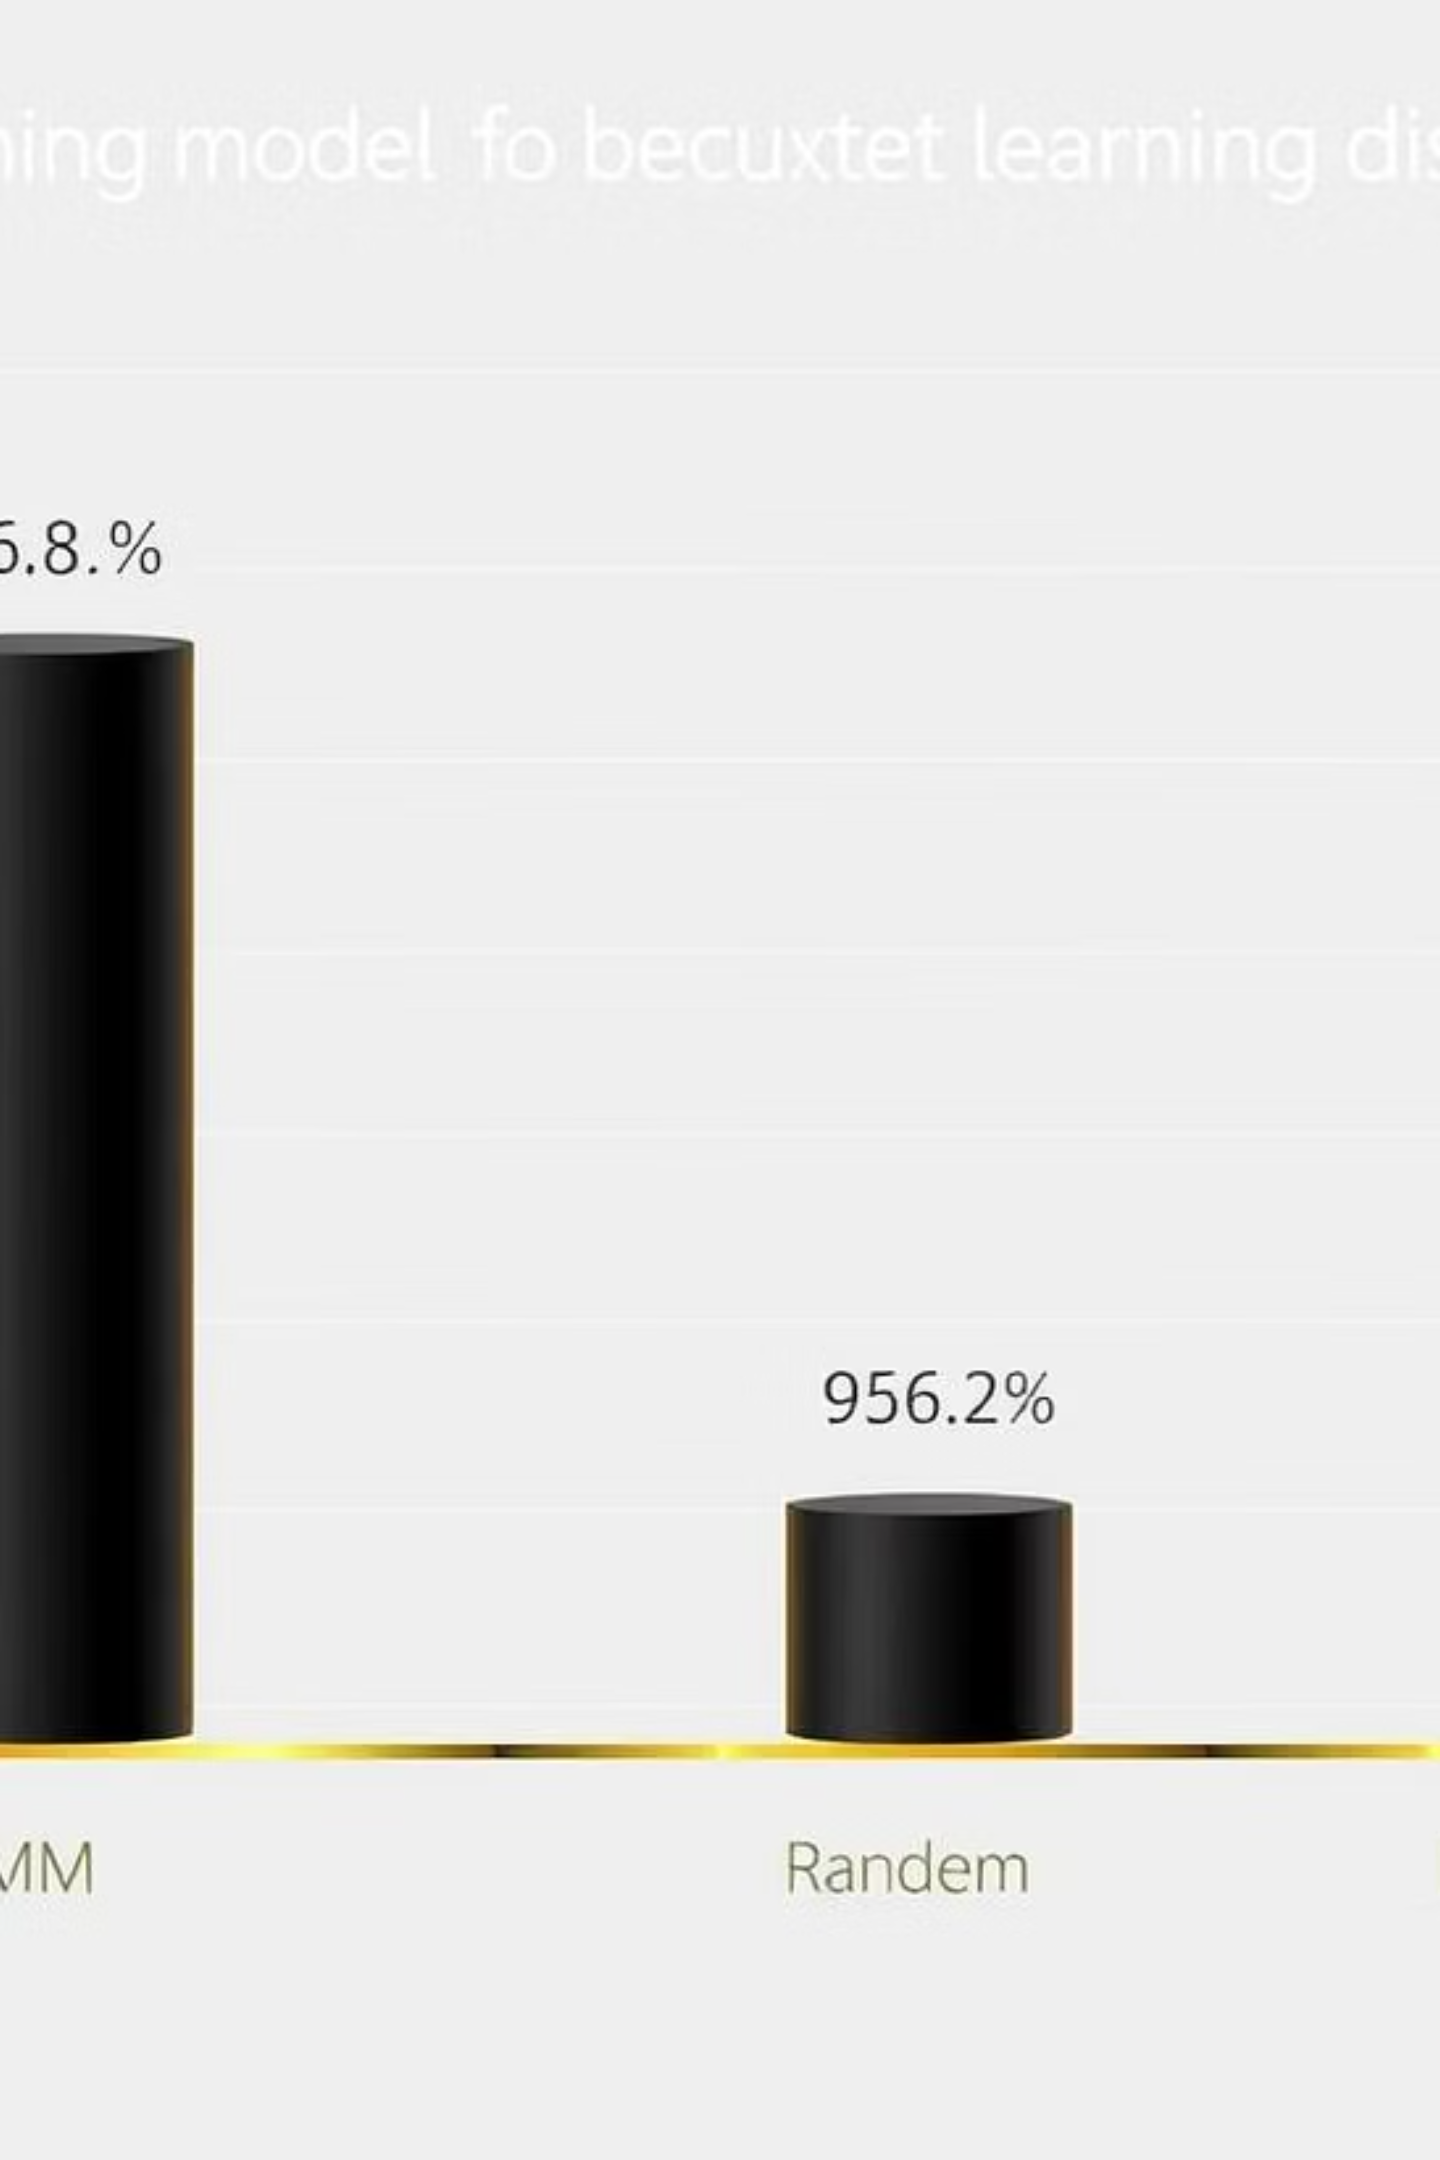 ning model fo becuxtet learning dis
6.8.%
956.2%
MM
Randem